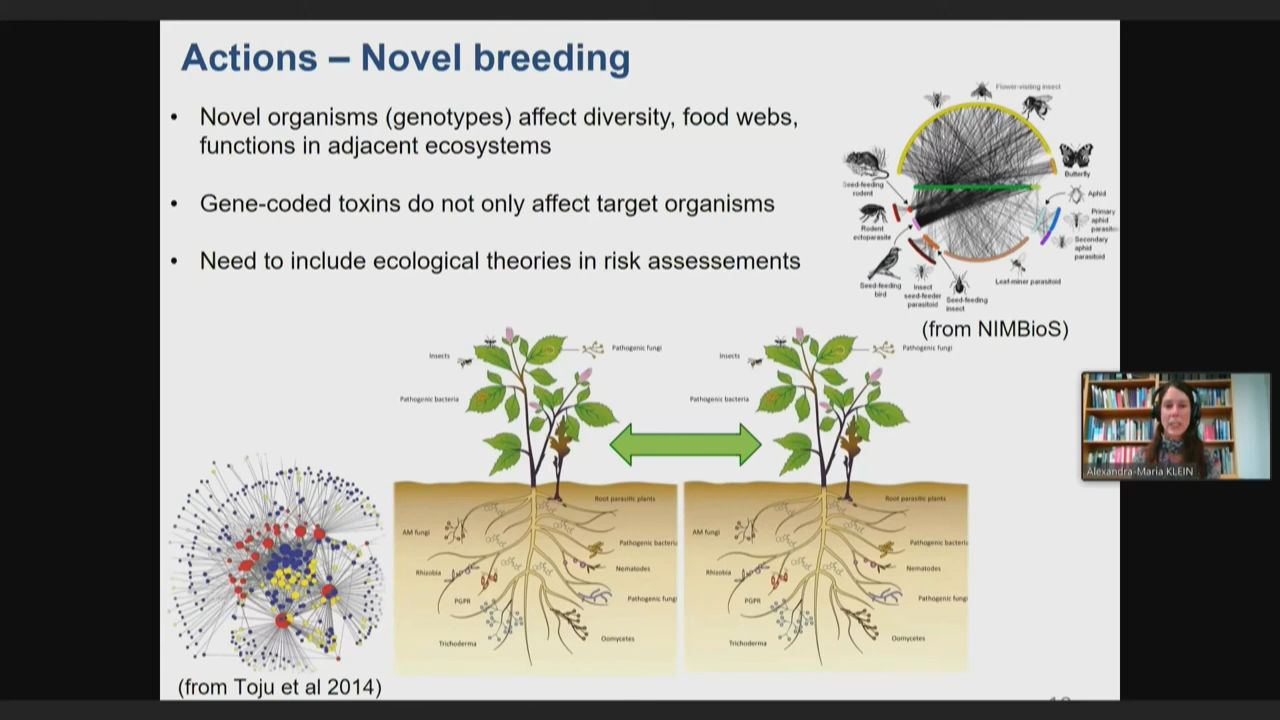 Actions – Novel breeding
• Novel organisms (genotypes) affect diversity, food webs,
functions in adjacent ecosystems
• Gene-coded toxins do not only affect target organisms
• Need to include ecological theories in risk assessements
Flower-visiting insect
Butterfly
Seed-feeding
rodent
Aphid
Primary
aphid
parasitoid
Rodent
ectoparasite
Secondary
aphid
parasitoid
Seed-feeding
bird
Insect
seed-feeder
parasitoid
Seed-feeding
insect
Leaf-miner parasitoid
(from NIMBioS)
Insects
Pathogenic fungi
Pathogenic bacteria
Root parasitic plants
AM fungi
Pathogenic bacteria
Rhizobia
Nematodes
PGPR
Pathogenic fungi
Trichoderma
Oomycetes
Insects
Pathogenic fungi
Pathogenic bacteria
Root parasitic plants
AM fungi
Pathogenic bacteria
Rhizobia
Nematodes
PGPR
Pathogenic fungi
Trichoderma
Oomycetes
Alexandra-Maria KLEIN
(from Toju et al 2014)